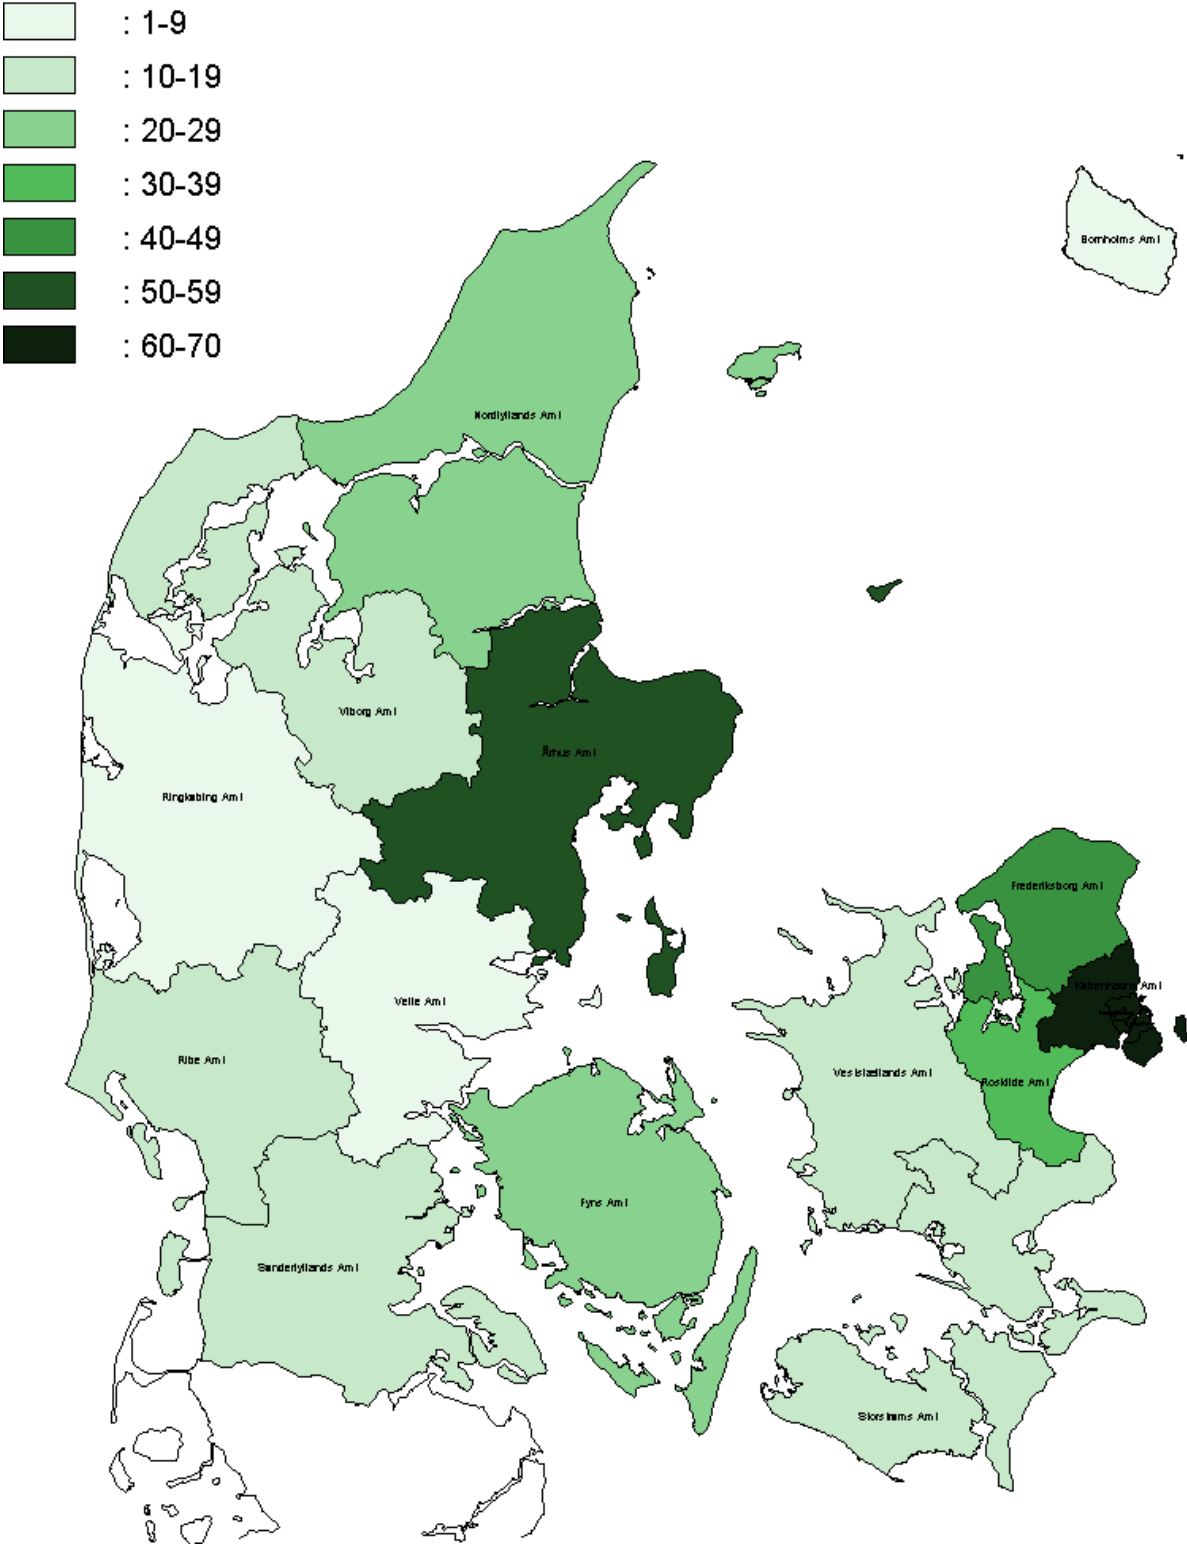 : 1-9
: 10-19
: 20-29
: 30-39
: 40-49
: 50-59
: 60-70
Bornholms Amt
Nordjyllands Amt
Viborg Amt
Århus Amt
Ringkøbing Amt
Frederiksborg Amt
Københavns Amt
Vejle Amt
Ribe Amt
Vestsjællands Amt
Roskilde Amt
Fyns Amt
Sønderjyllands Amt
Storstrøms Amt